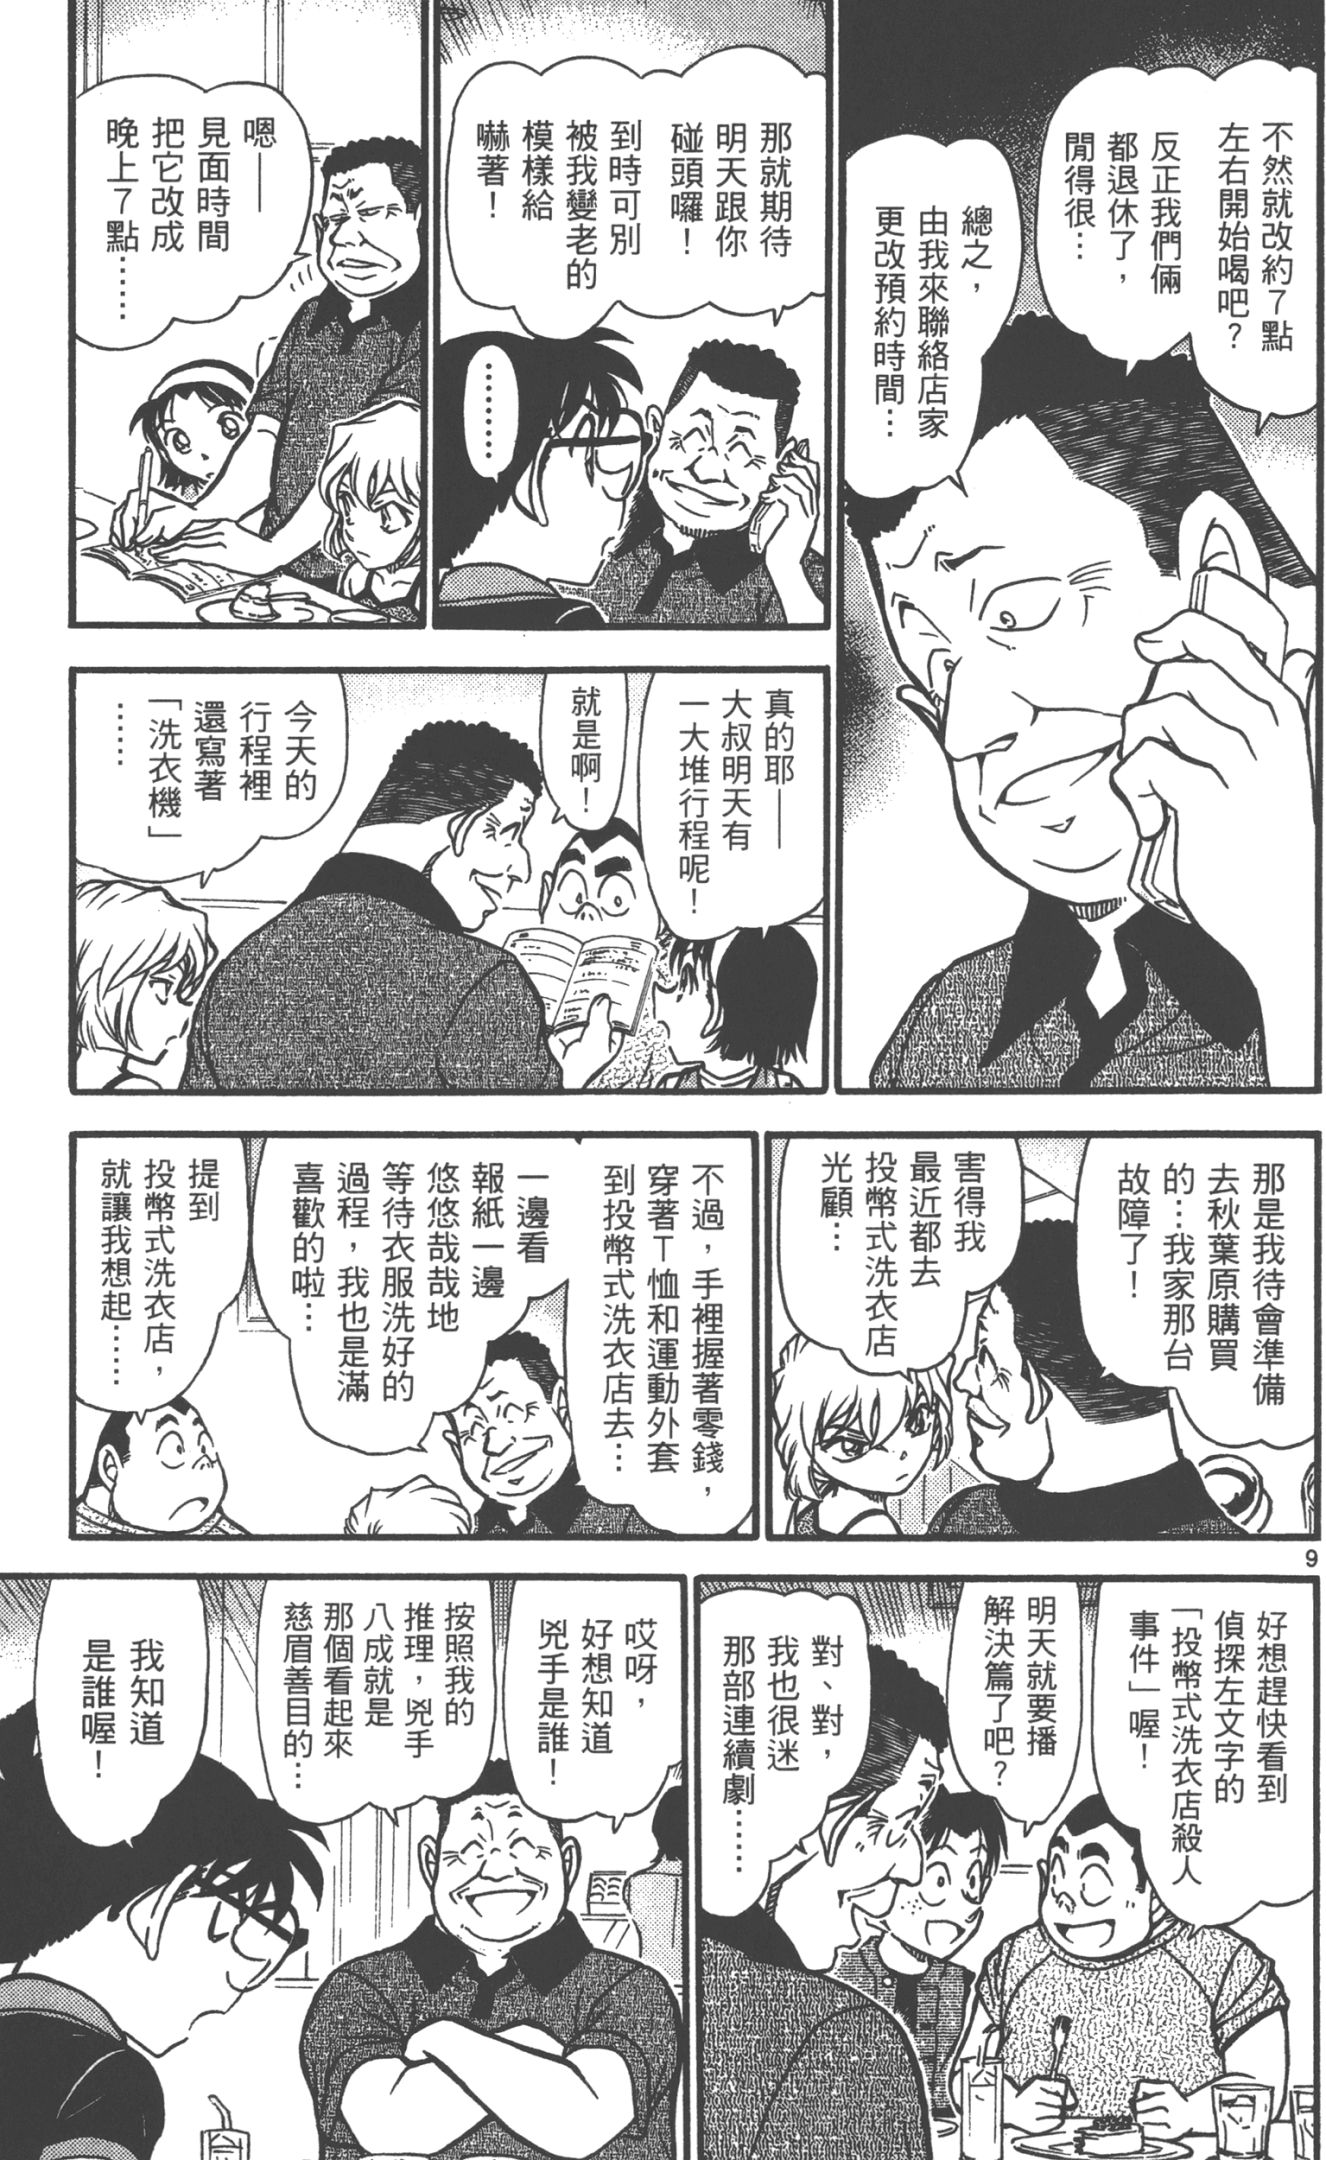 不然就改約7點
左右開始喝吧？
反正我們倆
都退休了，
閒得很…
總之，
由我來聯絡店家
更改預約時間…
那就期待
明天跟你
碰頭囉！
到時可別
被我變老的
模樣給
嚇著！
………
嗯——
見面時間
把它改成
晚上7點……
真的耶——
大叔明天有
一大堆行程呢！
就是啊！
今天的
行程裡
還寫著
「洗衣機」
……
那是我待會準備
去秋葉原購買
的…我家那台
故障了！
害得我
最近都去
投幣式洗衣店
光顧…
不過，手裡握著零錢，
穿著T恤和運動外套
到投幣式洗衣店去…
一邊看
報紙一邊
悠悠哉哉地
等待衣服洗好的
過程，我也是滿
喜歡的啦…
提到
投幣式洗衣店，
就讓我想起……
9
好想趕快看到
偵探左文字的
「投幣式洗衣店殺人
事件」喔！
明天就要播
解決篇了吧？
對、對，
我也很迷
那部連續劇……
哎呀，
好想知道
兇手是誰！
按照我的
推理，兇手
八成就是
那個看起來
慈眉善目的…
我知道
是誰喔！